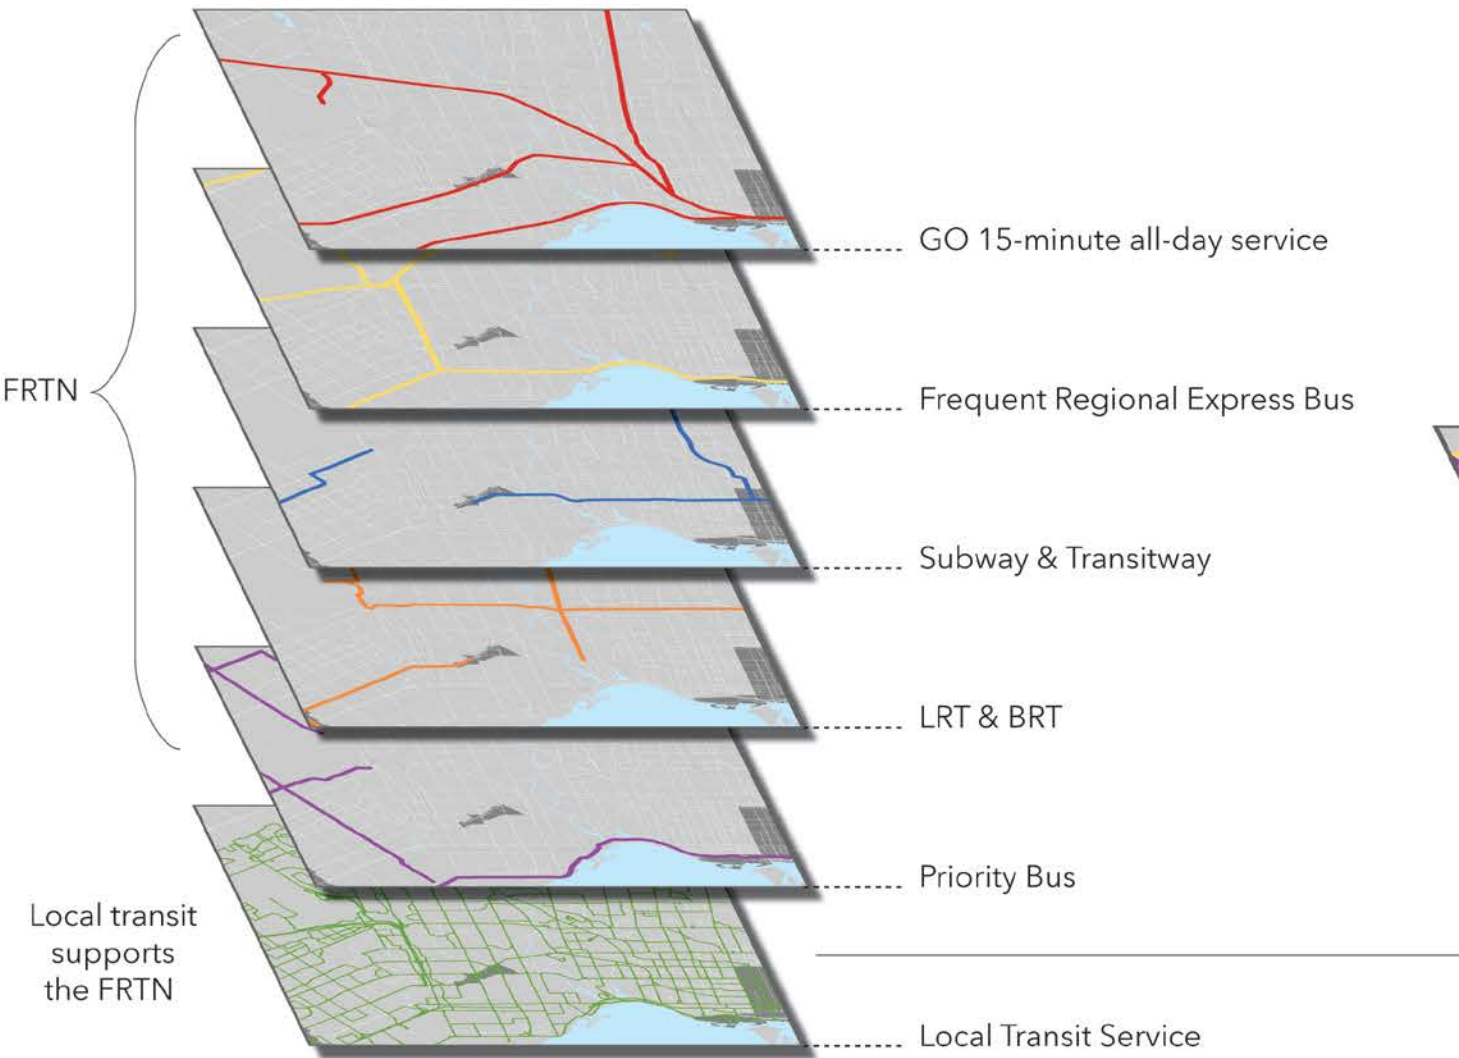 GO 15-minute all-day service
FRTN
Frequent Regional Express Bus
Subway & Transitway
LRT & BRT
Priority Bus
Local transit
supports
the FRTN
Local Transit Service